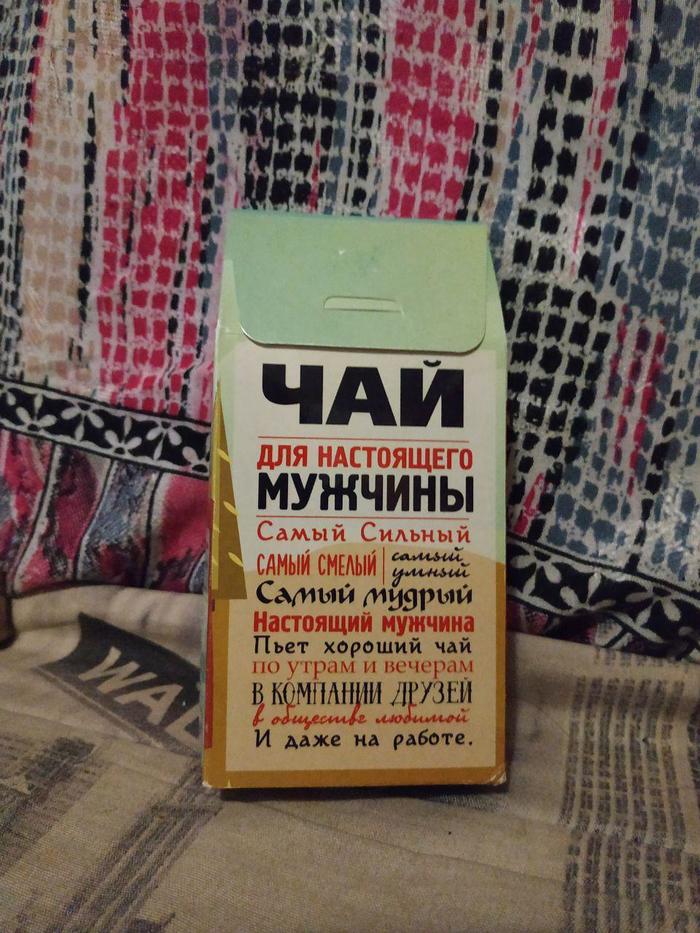 ЧАЙ
ДЛЯ НАСТОЯЩЕГО
МУЖЧИНЫ
Самый Сильный
САМЫЙ СМЕЛЫЙ
самый
умный
Самый мудрый
Настоящий мужчина
Пьет хороший чай
по утрам и вечерам
В КОМПАНИИ ДРУЗЕЙ
в обществе любимой
И даже на работе.